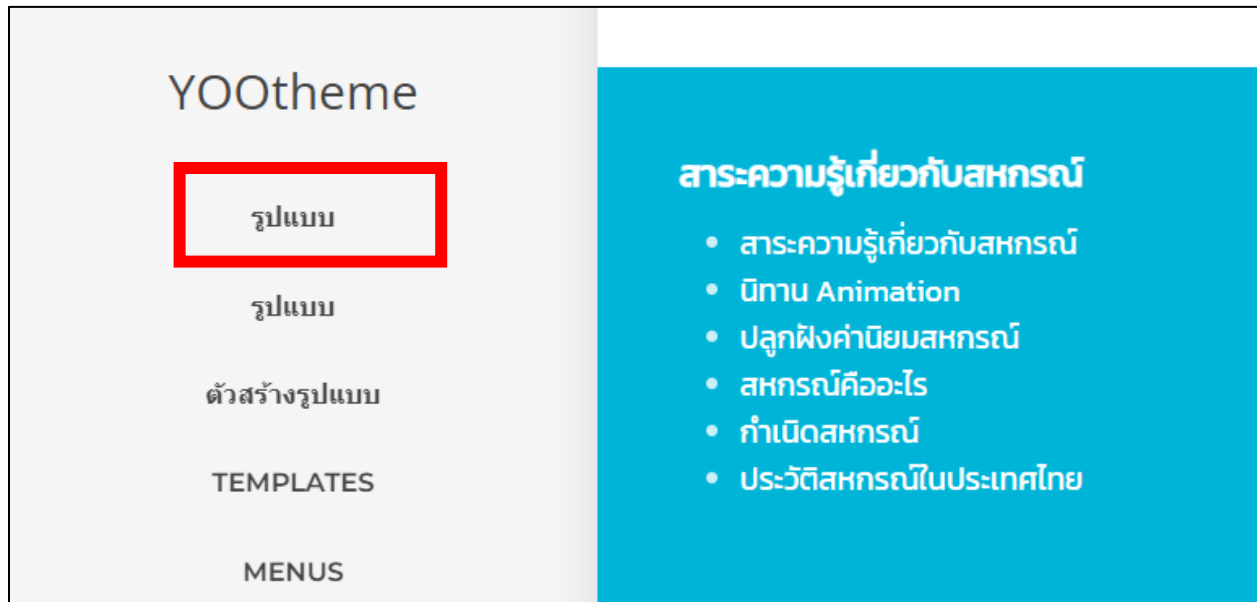 YOOtheme
รูปแบบ
รูปแบบ
ตัวสร้างรูปแบบ
TEMPLATES
MENUS
สาระความรู้เกี่ยวกับสหกรณ์
สาระความรู้เกี่ยวกับสหกรณ์
นิทาน Animation
ปลูกฝังค่านิยมสหกรณ์
สหกรณ์คืออะไร
กำเนิดสหกรณ์
ประวัติสหกรณ์ในประเทศไทย